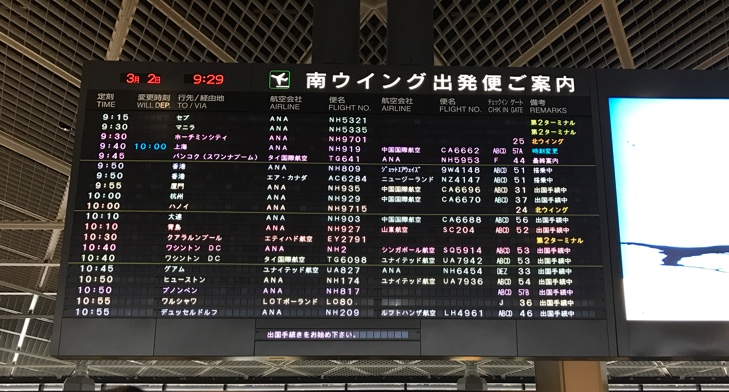 3月 2日 9:29 南ウイング出発便ご案内
定刻 変更時刻 行先/経由地 航空会社 便名 航空会社 便名 チェックイン ゲート 備考
TIME WILL DEP. TO / VIA AIRLINE FLIGHT NO. AIRLINE FLIGHT NO. CHK IN GATE REMARKS
9:15 セブ ANA NH5321 第2ターミナル
9:30 マニラ ANA NH5335 第2ターミナル
9:30 ホーチミンシティ ANA NH9701 25 北ウイング
9:40 10:00 上海 ANA NH919 中国国際航空 CA6662 ABCD 57A 時刻変更
9:45 バンコク(スワンナプーム) タイ国際航空 TG641 ANA NH5953 F 44 最終案内
9:50 香港 ANA NH809 ジェットエアウェイズ 9W4148 ABCD 51 搭乗中
9:50 香港 エア・カナダ AC6284 ニュージーランド NZ4147 ABCD 51 搭乗中
9:55 廈門 ANA NH935 中国国際航空 CA6696 ABCD 31 出国手続中
10:00 杭州 ANA NH929 中国国際航空 CA6670 ABCD 37 出国手続中
10:00 ハノイ ANA NH9715 24 北ウイング
10:10 大連 ANA NH903 中国国際航空 CA6688 ABCD 56 出国手続中
10:10 青島 ANA NH927 山東航空 SC204 ABCD 52 出国手続中
10:30 クアラルンプール エティハド航空 EY2791 第2ターミナル
10:40 ワシントン DC ANA NH2 シンガポール航空 SQ5914 ABCD 53 出国手続中
10:40 ワシントン DC タイ国際航空 TG6098 ユナイテッド航空 UA7942 ABCD 53 出国手続中
10:45 グアム ユナイテッド航空 UA827 ANA NH6454 DEZ 33 出国手続中
10:50 ヒューストン ANA NH174 ユナイテッド航空 UA7936 ABCD 54 出国手続中
10:50 プノンペン ANA NH817 ABCD 57B 出国手続中
10:55 ワルシャワ LOTポーランド LO80 J 36 出国手続中
10:55 デュッセルドルフ ANA NH209 ルフトハンザ航空 LH4961 ABCD 46 出国手続中
出国手続きをお始め下さい。